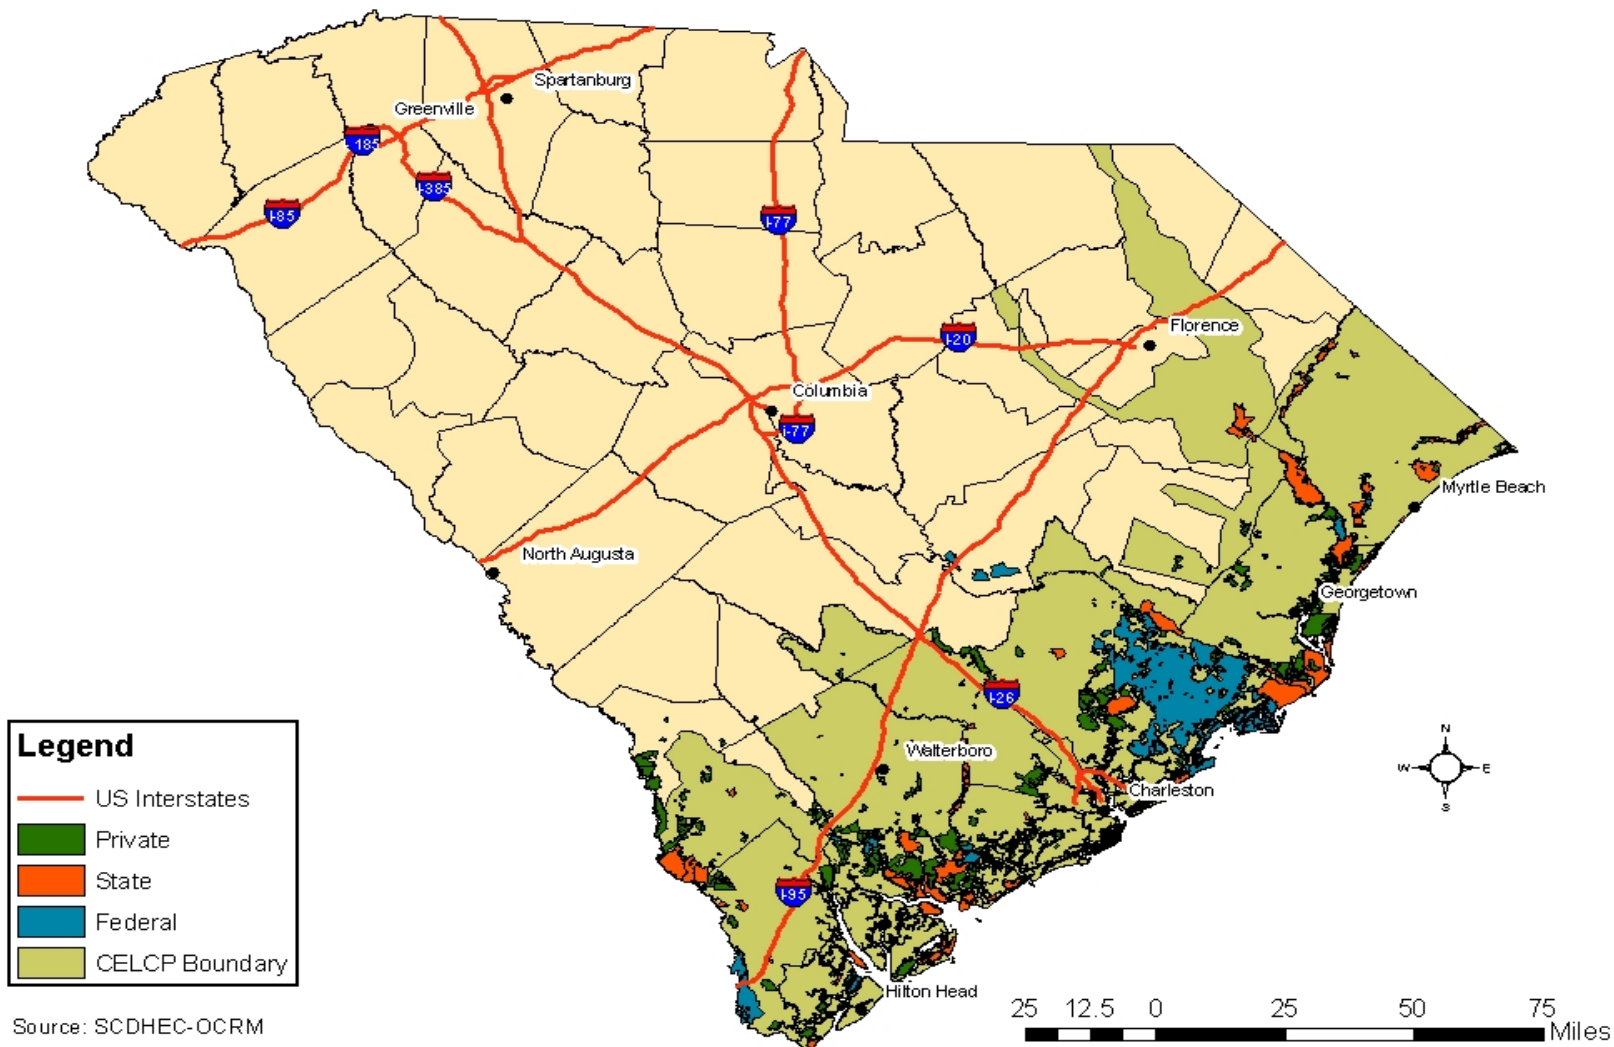 Spartanburg
Greenville
I-185
I-385
I-85
I-77
I-20
Florence
Columbia
I-77
Myrtle Beach
North Augusta
Georgetown
I-26
Walterboro
Charleston
I-95
Hilton Head
Legend
US Interstates
Private
State
Federal
CELCP Boundary
Source: SCDHEC-OCRM
N
W E
S
25 12.5 0 25 50 75
Miles